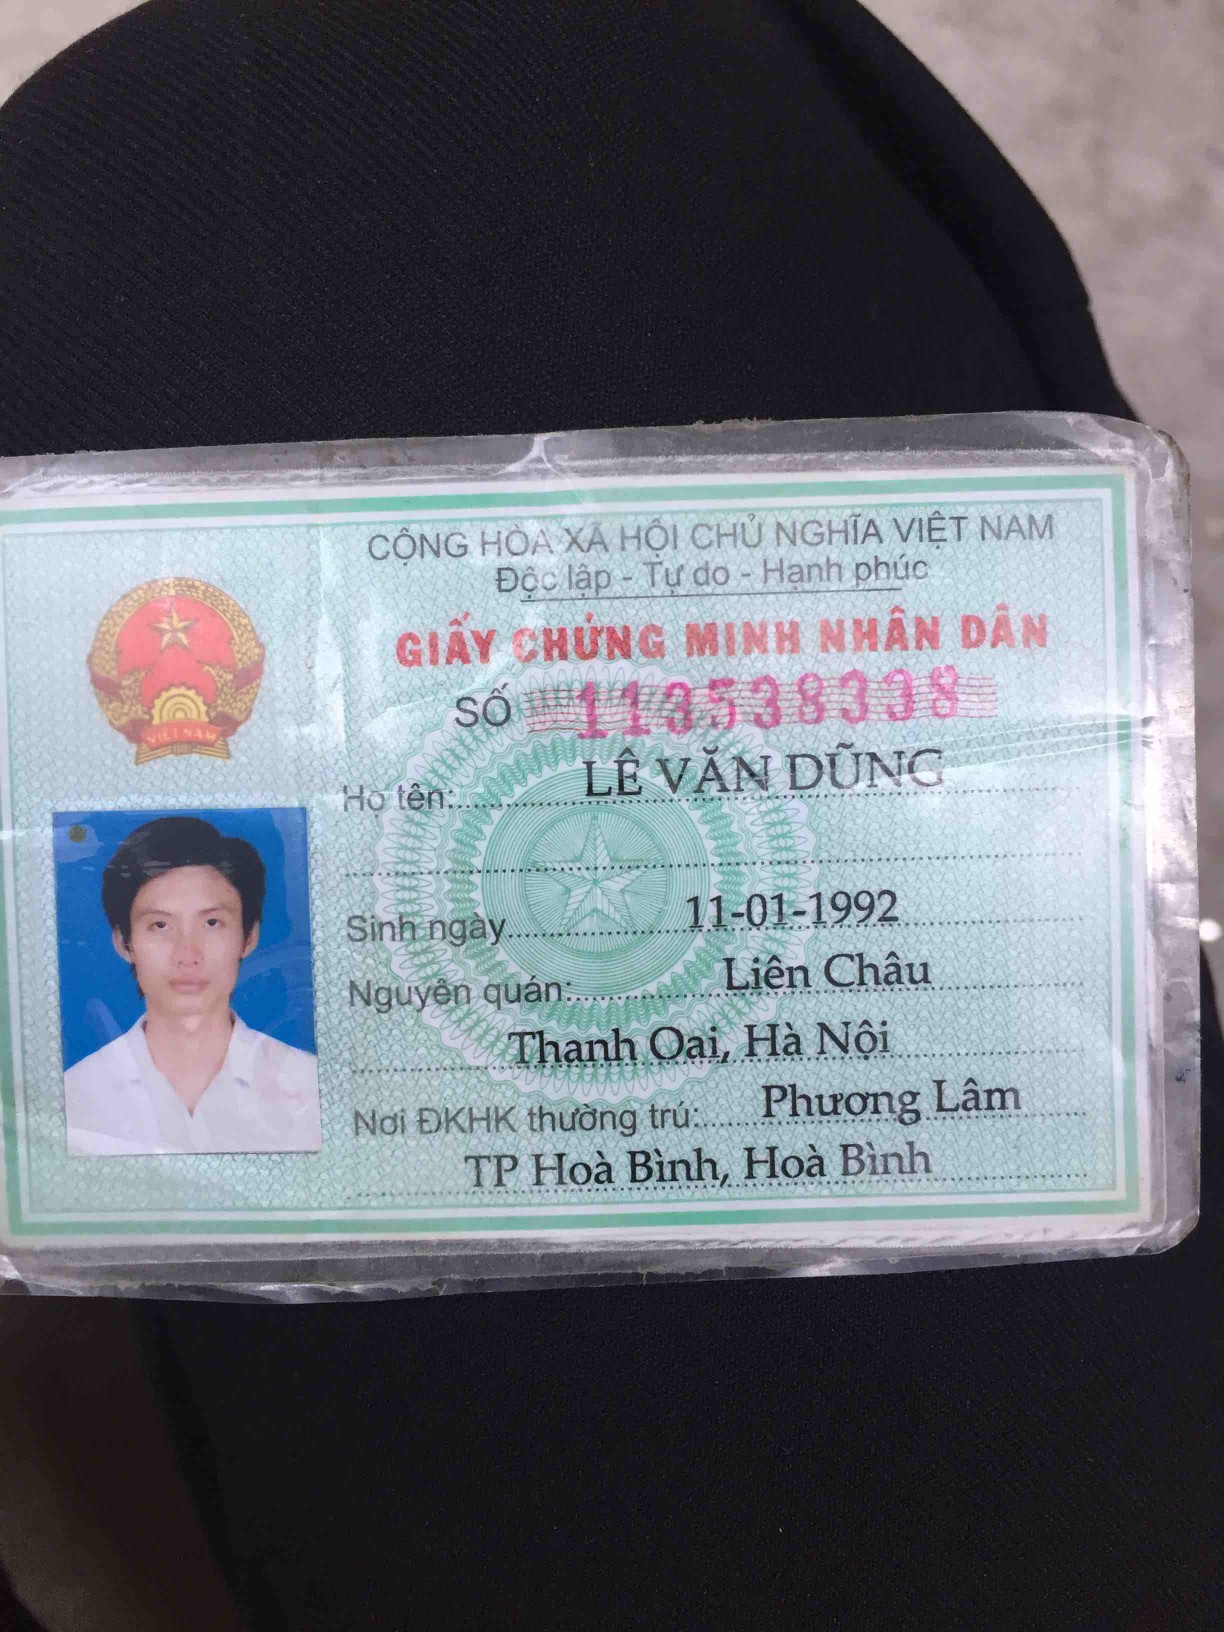 CỘNG HÒA XÃ HỘI CHỦ NGHĨA VIỆT NAM
Độc lập - Tự do - Hạnh phúc
GIẤY CHỨNG MINH NHÂN DÂN
SỐ 113538338
VIỆT NAM
Họ tên: LÊ VĂN DŨNG
Sinh ngày 11-01-1992
Nguyên quán: Liên Châu
Thanh Oai, Hà Nội
Nơi ĐKHK thường trú: Phương Lâm
TP Hoà Bình, Hoà Bình